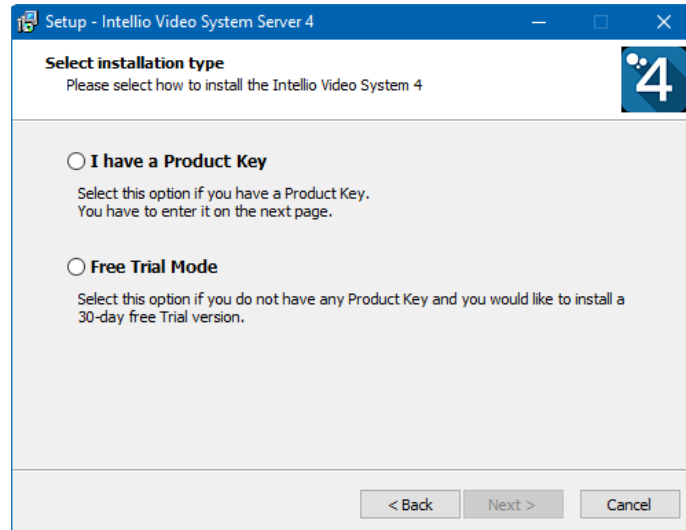 Setup - Intellio Video System Server 4
Select installation type
Please select how to install the Intellio Video System 4
4
I have a Product Key
Select this option if you have a Product Key.
You have to enter it on the next page.
Free Trial Mode
Select this option if you do not have any Product Key and you would like to install a
30-day free Trial version.
< Back Next > Cancel